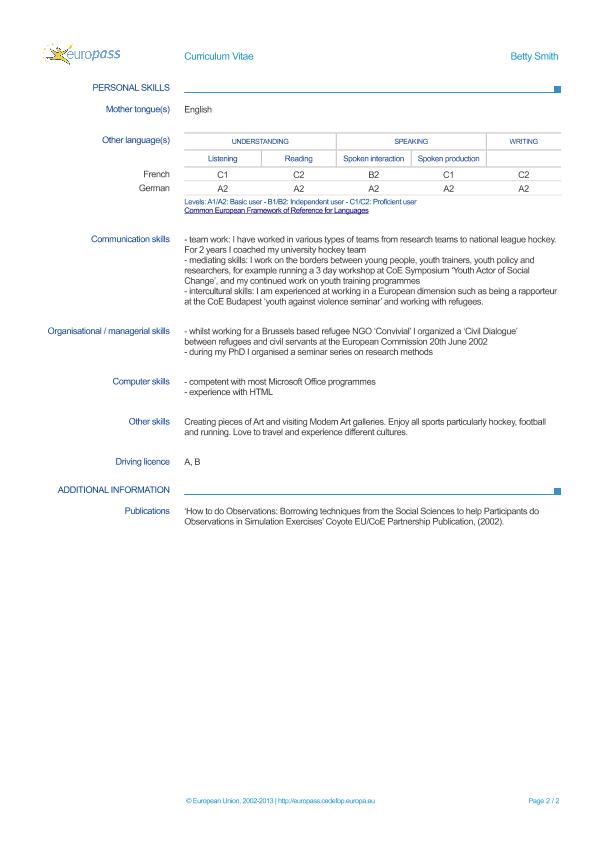 europass
Curriculum Vitae
Betty Smith
PERSONAL SKILLS
Mother tongue(s)
English
Other language(s)
UNDERSTANDING SPEAKING WRITING
Listening Reading Spoken interaction Spoken production
French C1 C2 B2 C1 C2
German A2 A2 A2 A2 A2
Levels: A1/A2: Basic user - B1/B2: Independent user - C1/C2: Proficient user
Common European Framework of Reference for Languages
Communication skills
- team work: I have worked in various types of teams from research teams to national league hockey.
For 2 years I coached my university hockey team
- mediating skills: I work on the borders between young people, youth trainers, youth policy and
researchers, for example running a 3 day workshop at CoE Symposium ‘Youth Actor of Social
Change’, and my continued work on youth training programmes
- intercultural skills: I am experienced at working in a European dimension such as being a rapporteur
at the CoE Budapest ‘youth against violence seminar’ and working with refugees.
Organisational / managerial skills
- whilst working for a Brussels based refugee NGO ‘Convivial’ I organized a ‘Civil Dialogue’
between refugees and civil servants at the European Commission 20th June 2002
- during my PhD I organised a seminar series on research methods
Computer skills
- competent with most Microsoft Office programmes
- experience with HTML
Other skills
Creating pieces of Art and visiting Modern Art galleries. Enjoy all sports particularly hockey, football
and running. Love to travel and experience different cultures.
Driving licence
A, B
ADDITIONAL INFORMATION
Publications
‘How to do Observations: Borrowing techniques from the Social Sciences to help Participants do
Observations in Simulation Exercises’ Coyote EU/CoE Partnership Publication, (2002).
© European Union, 2002-2013 | http://europass.cedefop.europa.eu
Page 2 / 2